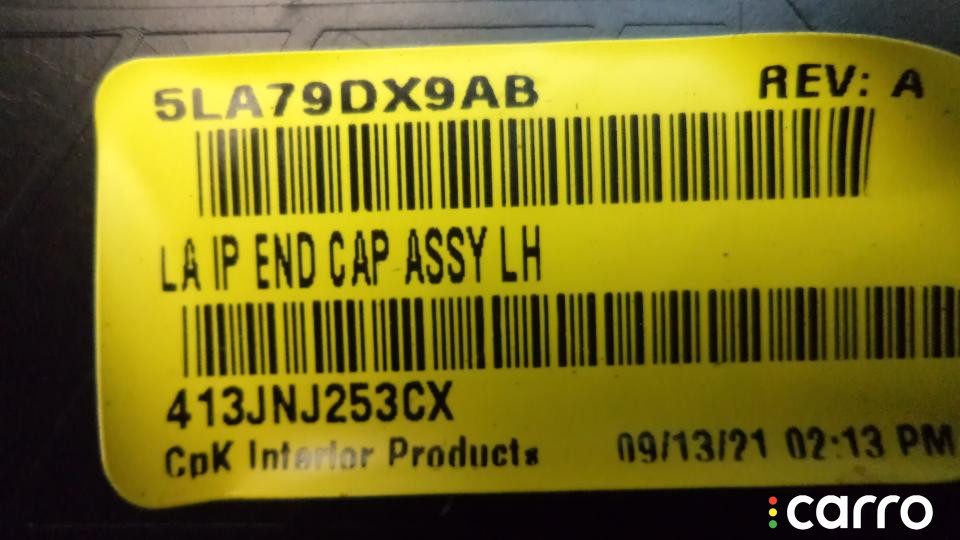 5LA79DX9AB REV: A
LA IP END CAP ASSY LH
413JNJ253CX
CpK Interior Products 09/13/21 02:13 PM
carro